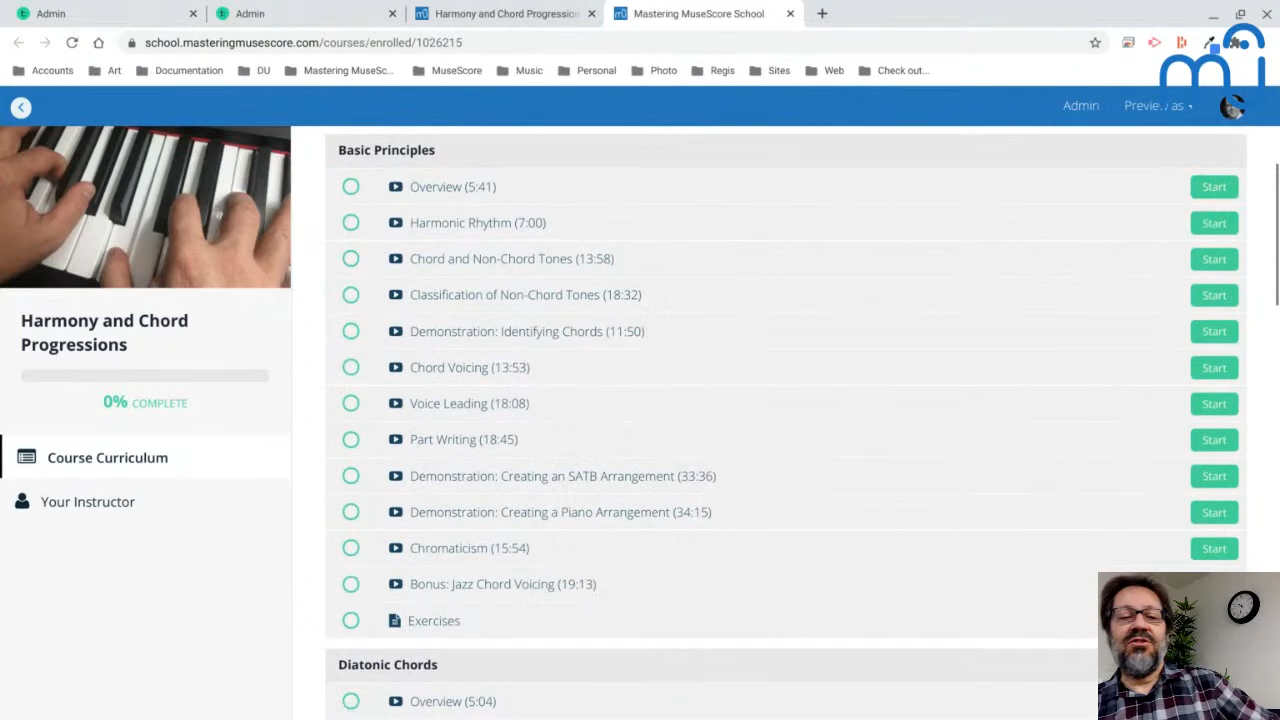 Admin
Admin
Harmony and Chord Progression
Mastering MuseScore School
school.masteringmusescore.com/courses/enrolled/1026215
Accounts
Art
Documentation
DU
Mastering MuseSc...
MuseScore
Music
Personal
Photo
Regis
Sites
Web
Check out...
Admin
Preview as
Basic Principles
Overview (5:41)
Start
Harmonic Rhythm (7:00)
Start
Chord and Non-Chord Tones (13:58)
Start
Classification of Non-Chord Tones (18:32)
Start
Demonstration: Identifying Chords (11:50)
Start
Chord Voicing (13:53)
Start
Voice Leading (18:08)
Start
Part Writing (18:45)
Start
Demonstration: Creating an SATB Arrangement (33:36)
Start
Demonstration: Creating a Piano Arrangement (34:15)
Start
Chromaticism (15:54)
Start
Bonus: Jazz Chord Voicing (19:13)
Exercises
Diatonic Chords
Overview (5:04)
Harmony and Chord
Progressions
0% COMPLETE
Course Curriculum
Your Instructor